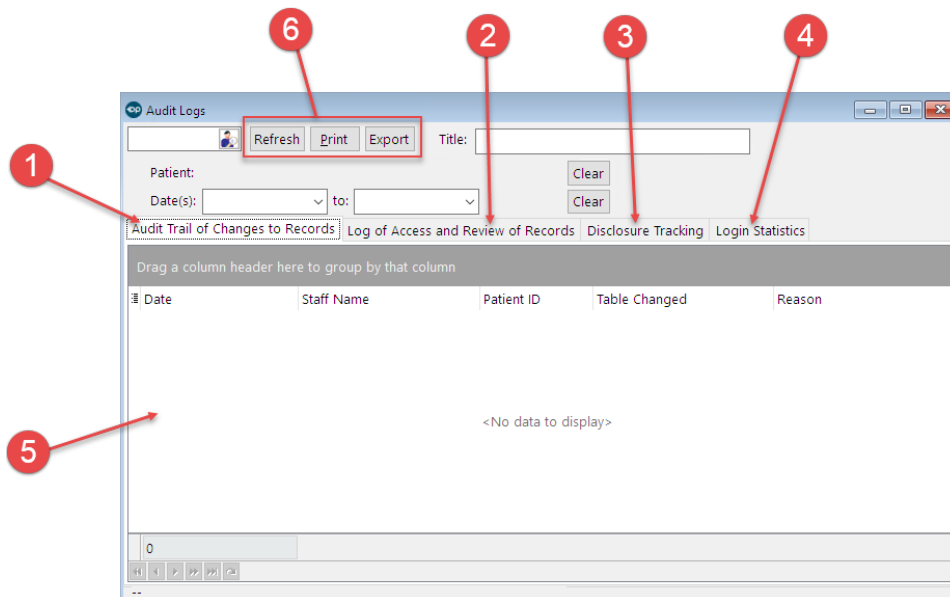 6 2 3 4
op Audit Logs
Refresh Print Export Title:
1
Patient: Clear
Date(s): to: Clear
Audit Trail of Changes to Records Log of Access and Review of Records Disclosure Tracking Login Statistics
Drag a column header here to group by that column
Date Staff Name Patient ID Table Changed Reason
<No data to display>
5
0
--